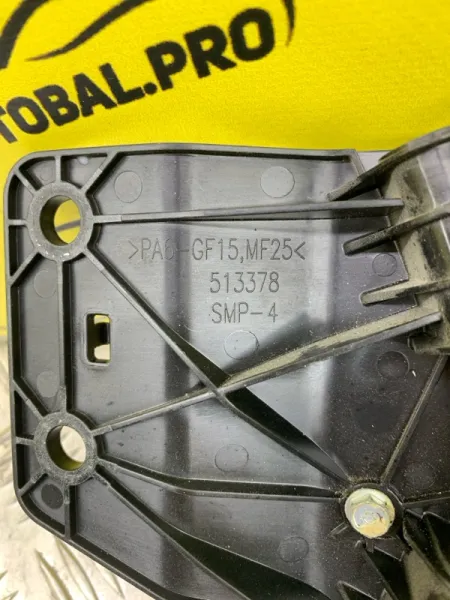 TOBAL.PRO
>PA6-GF15,MF25<
513378
SMP-4